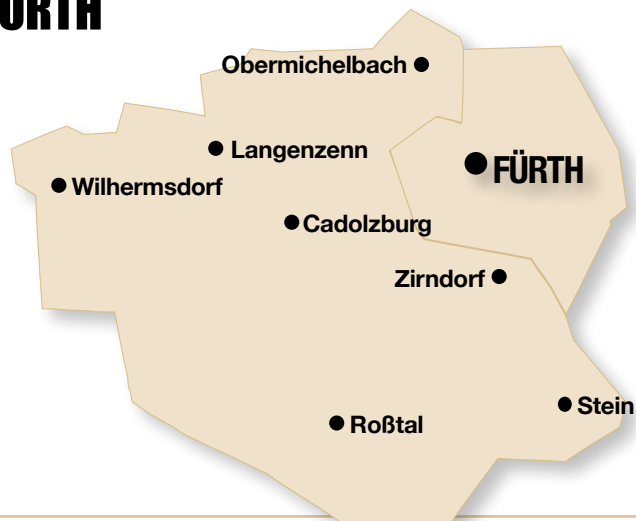 ÜRTH
Obermichelbach
Langenzenn
FÜRTH
Wilhermsdorf
Cadolzburg
Zirndorf
Stein
Roßtal